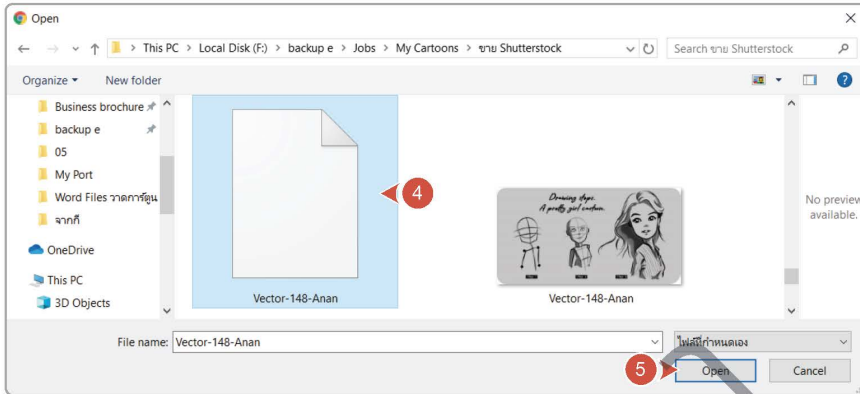 Open
This PC > Local Disk (F:) > backup e > Jobs > My Cartoons > ขาย Shutterstock
Search ขาย Shutterstock
Organize
New folder
Business brochure
backup e
05
My Port
Word Files วาดการ์ตูน
จากกี
OneDrive
This PC
3D Objects
4
Drawing steps.
A pretty girl cartoon.
Vector-148-Anan
Vector-148-Anan
No preview
available.
File name:
Vector-148-Anan
ไฟล์ที่กำหนดเอง
5
Open
Cancel